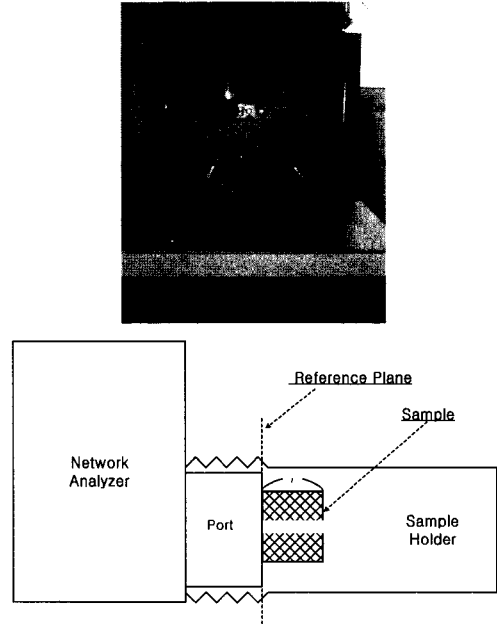 Reference Plane
Sample
Network
Analyzer
Port
l
Sample
Holder